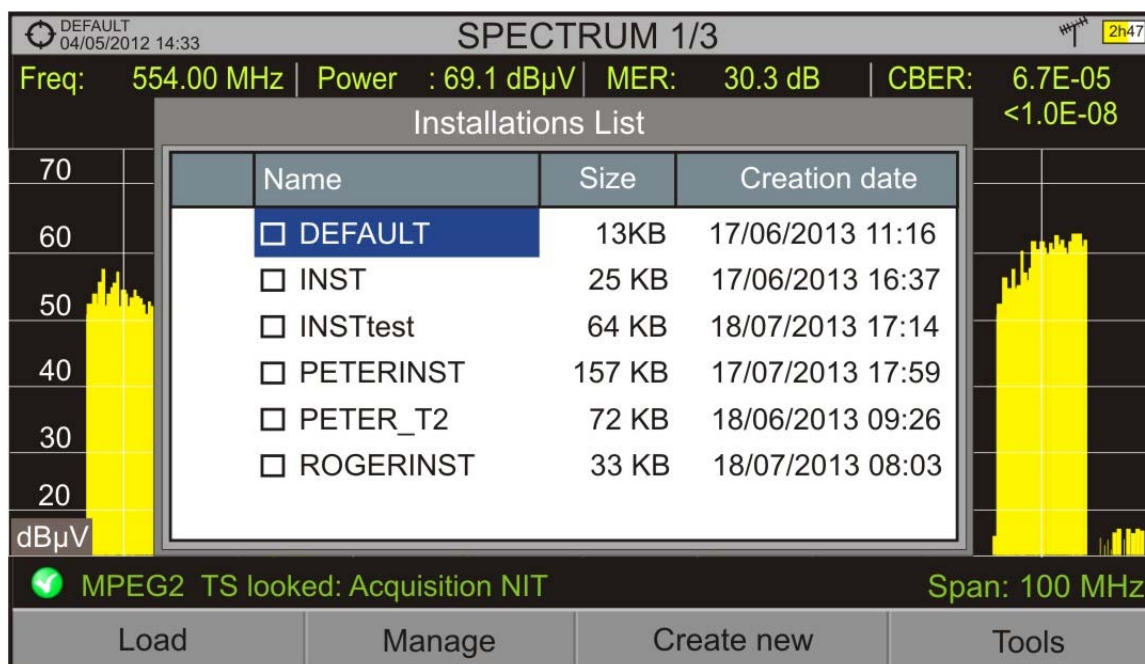 DEFAULT
04/05/2012 14:33
SPECTRUM 1/3
2h47
Freq: 554.00 MHz | Power : 69.1 dBµV | MER: 30.3 dB | CBER: 6.7E-05
<1.0E-08
Installations List
Name Size Creation date
DEFAULT 13KB 17/06/2013 11:16
INST 25 KB 17/06/2013 16:37
INSTtest 64 KB 18/07/2013 17:14
PETERINST 157 KB 17/07/2013 17:59
PETER_T2 72 KB 18/06/2013 09:26
ROGERINST 33 KB 18/07/2013 08:03
70
60
50
40
30
20
dBµV
MPEG2 TS looked: Acquisition NIT
Span: 100 MHz
Load Manage Create new Tools